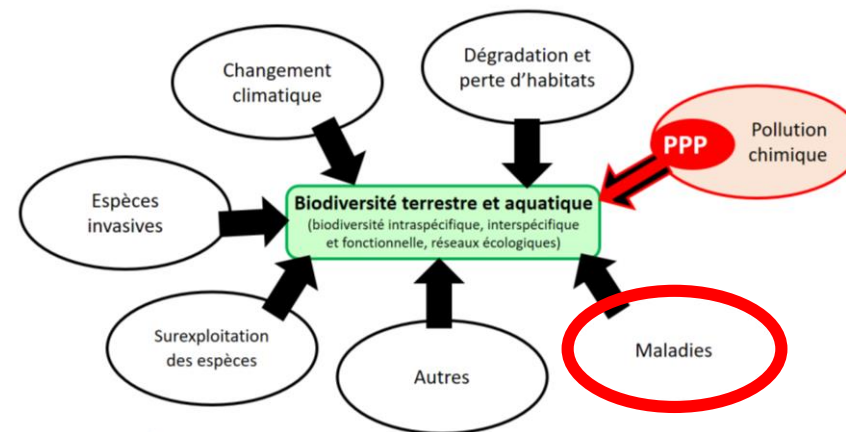 Changement
climatique
Dégradation et
perte d'habitats
PPP
Pollution
chimique
Espèces
invasives
Biodiversité terrestre et aquatique
(biodiversité intraspécifique, interspécifique
et fonctionnelle, réseaux écologiques)
Surexploitation
des espèces
Autres
Maladies